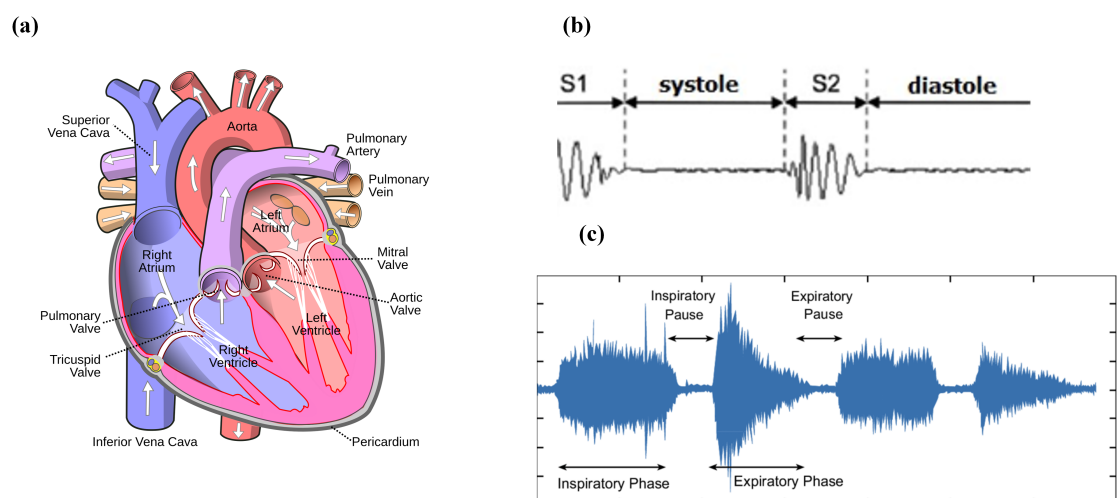 (a)
Superior
Vena Cava
Aorta
Pulmonary
Artery
Pulmonary
Vein
Left
Atrium
Right
Atrium
Mitral
Valve
Aortic
Valve
Pulmonary
Valve
Left
Ventricle
Tricuspid
Valve
Right
Ventricle
Inferior Vena Cava
Pericardium
(b)
S1
systole
S2
diastole
(c)
Inspiratory
Pause
Expiratory
Pause
Inspiratory Phase
Expiratory Phase